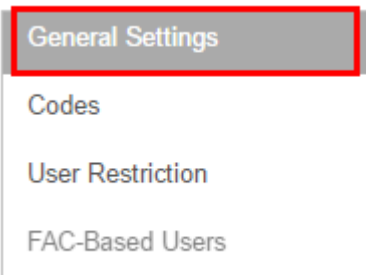 General Settings
Codes
User Restriction
FAC-Based Users